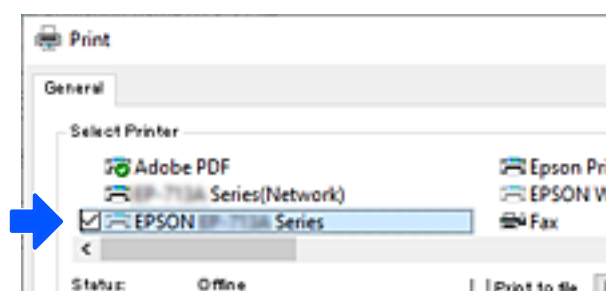 Print
General
Select Printer
Adobe PDF
Epson Pri
Series(Network)
EPSON W
EPSON Series
Fax
Status: Offline
Print to file